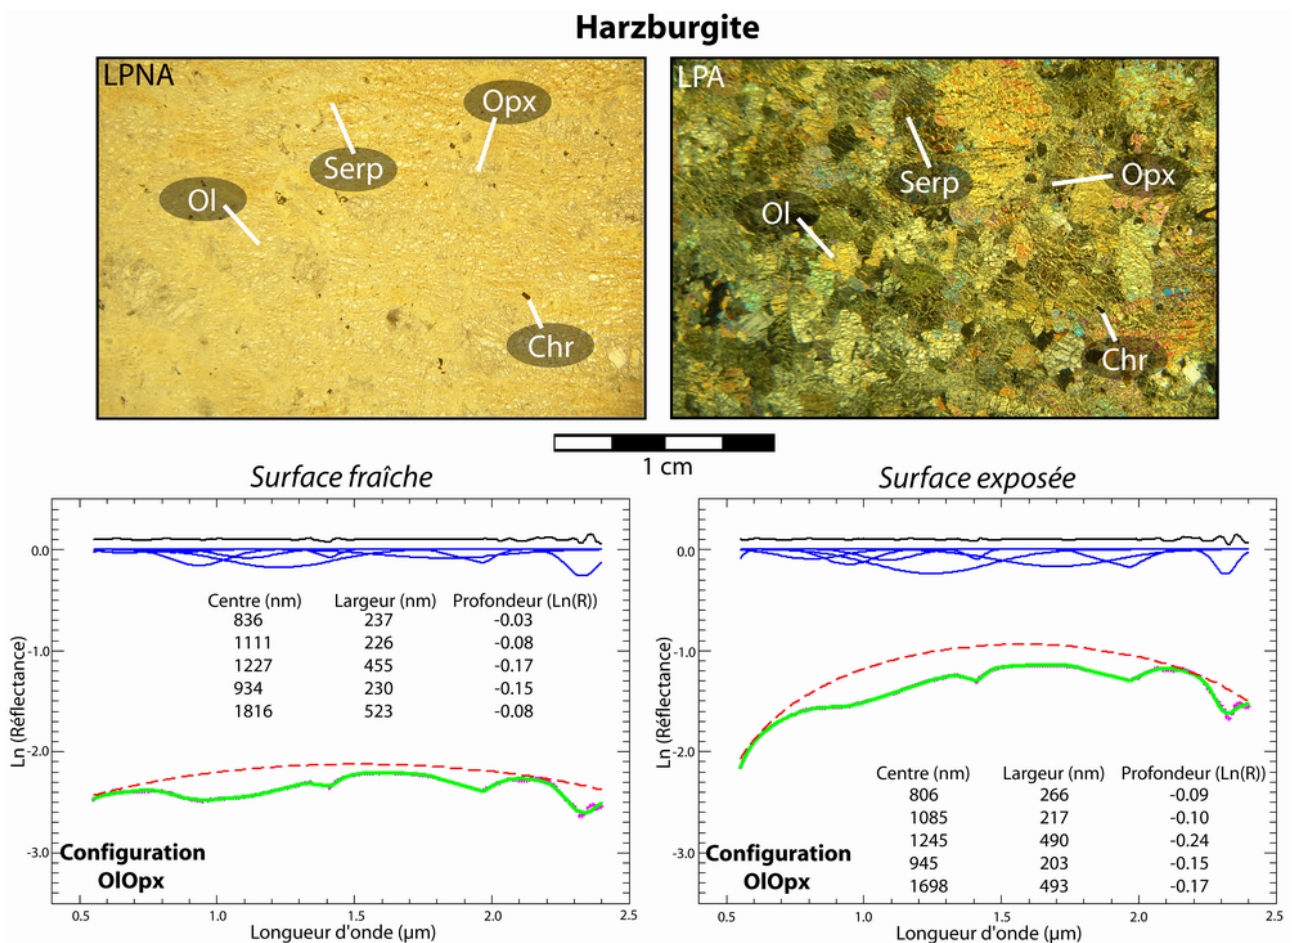 Harzburgite
LPNA
Opx
Serp
Ol
Chr
LPA
Opx
Serp
Ol
Chr
1 cm
Surface fraîche
Surface exposée
Ln (Réflectance)
0.0
-1.0
-2.0
-3.0
Centre (nm) Largeur (nm) Profondeur (Ln(R))
836 237 -0.03
1111 226 -0.08
1227 455 -0.17
934 230 -0.15
1816 523 -0.08
Configuration
OlOpx
0.5 1.0 1.5 2.0 2.5
Longueur d'onde (µm)
Ln (Réflectance)
0.0
-1.0
-2.0
-3.0
Centre (nm) Largeur (nm) Profondeur (Ln(R))
806 266 -0.09
1085 217 -0.10
1245 490 -0.24
945 203 -0.15
1698 493 -0.17
Configuration
OlOpx
0.5 1.0 1.5 2.0 2.5
Longueur d'onde (µm)